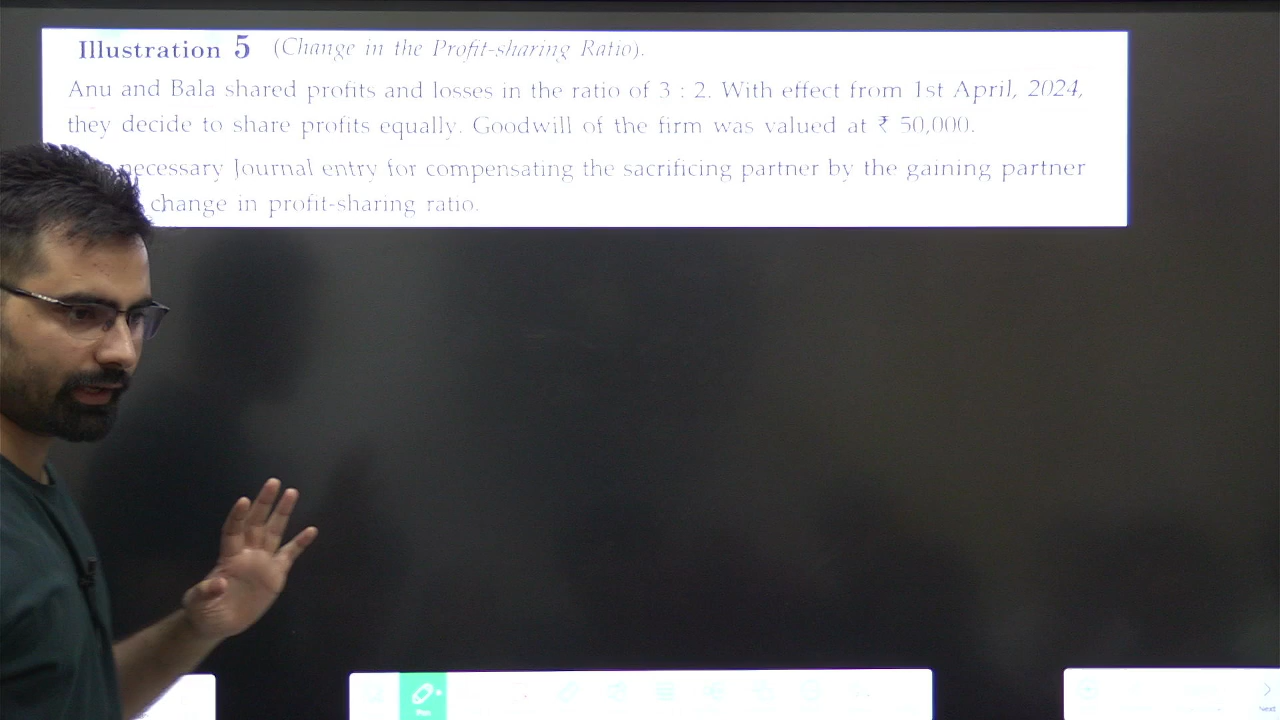 Illustration 5 (Change in the Profit-sharing Ratio).
Anu and Bala shared profits and losses in the ratio of 3 : 2. With effect from 1st April, 2024,
they decide to share profits equally. Goodwill of the firm was valued at ₹ 50,000.
necessary Journal entry for compensating the sacrificing partner by the gaining partner
change in profit-sharing ratio.
Pen
Next